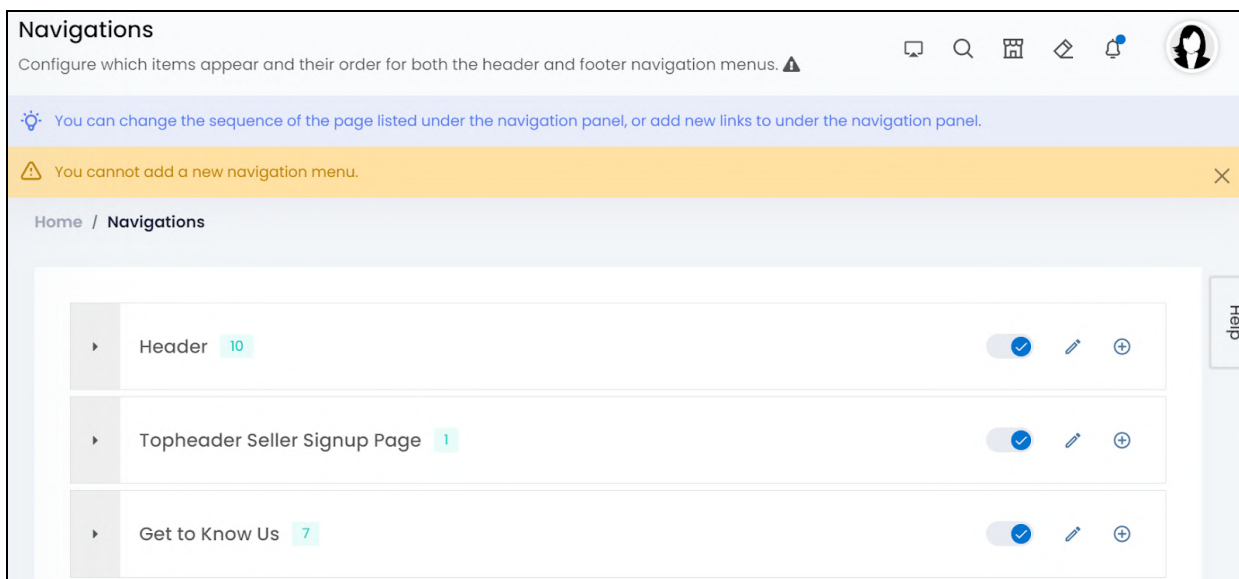 Navigations
Configure which items appear and their order for both the header and footer navigation menus.
You can change the sequence of the page listed under the navigation panel, or add new links to under the navigation panel.
You cannot add a new navigation menu.
Home / Navigations
Help
Header 10
Topheader Seller Signup Page 1
Get to Know Us 7